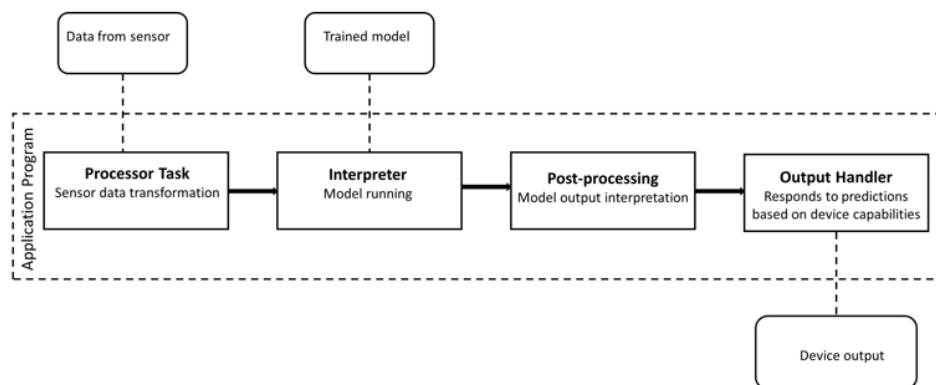 Data from sensor
Trained model
Application Program
Processor Task
Sensor data transformation
Interpreter
Model running
Post-processing
Model output interpretation
Output Handler
Responds to predictions
based on device capabilities
Device output